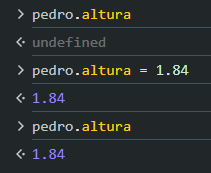 > pedro.altura
<· undefined
> pedro.altura = 1.84
<· 1.84
> pedro.altura
<· 1.84